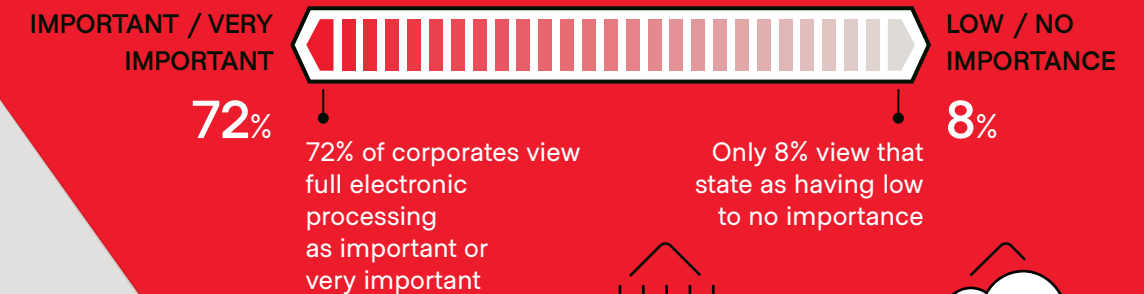 IMPORTANT / VERY
IMPORTANT
72%
72% of corporates view
full electronic
processing
as important or
very important
LOW / NO
IMPORTANCE
8%
Only 8% view that
state as having low
to no importance